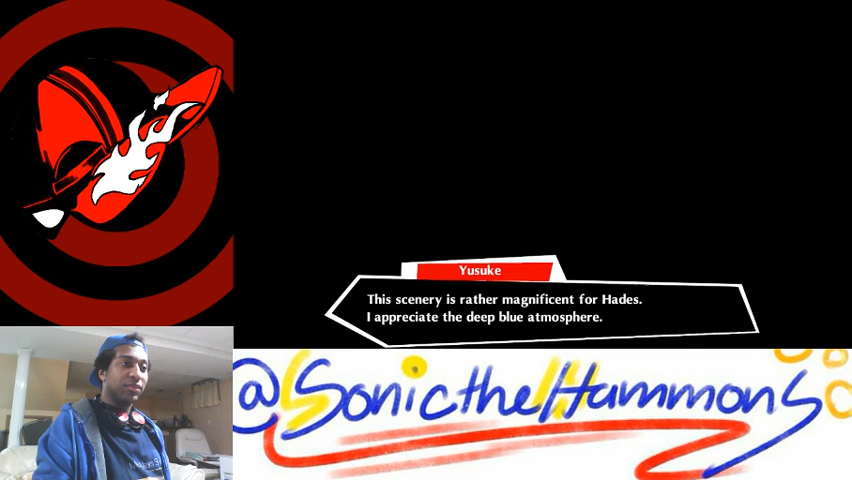 Yusuke
This scenery is rather magnificent for Hades.
I appreciate the deep blue atmosphere.
@SonictheHammons